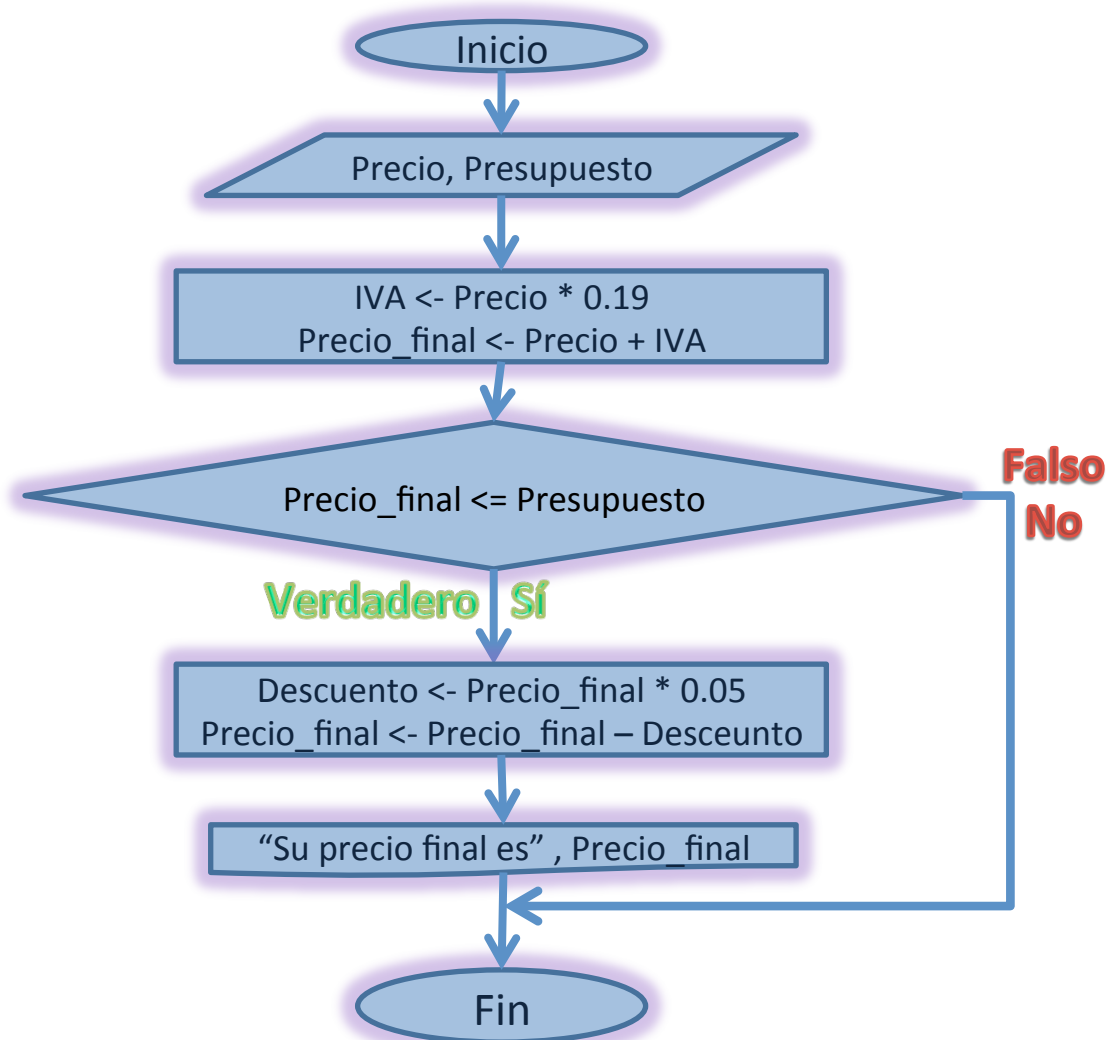 Inicio
Precio, Presupuesto
IVA <- Precio * 0.19
Precio_final <- Precio + IVA
Precio_final <= Presupuesto
Falso
No
Verdadero Sí
Descuento <- Precio_final * 0.05
Precio_final <- Precio_final – Desceunto
“Su precio final es” , Precio_final
Fin